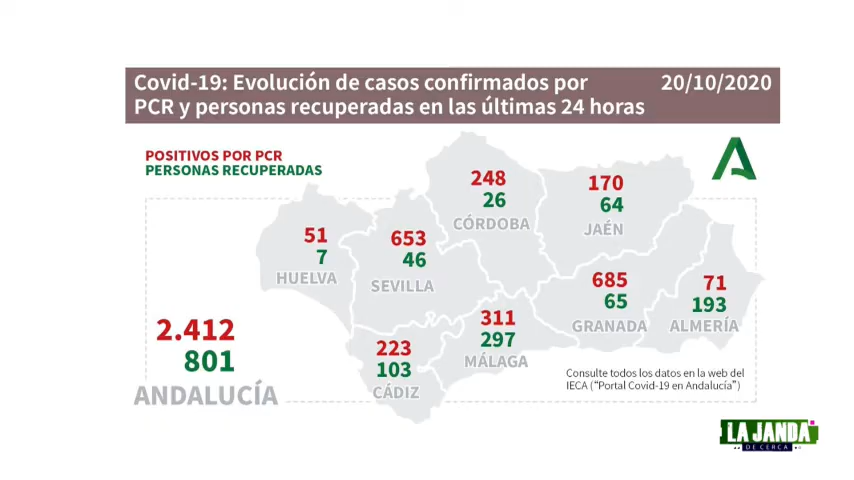 Covid-19: Evolución de casos confirmados por
PCR y personas recuperadas en las últimas 24 horas
20/10/2020
POSITIVOS POR PCR
PERSONAS RECUPERADAS
248
26
CÓRDOBA
170
64
JAÉN
51
7
HUELVA
653
46
SEVILLA
685
65
GRANADA
71
193
ALMERÍA
311
297
MÁLAGA
223
103
CÁDIZ
2.412
801
ANDALUCÍA
Consulte todos los datos en la web del
IECA (“Portal Covid-19 en Andalucía”)
LA JANDA
DE CERCA